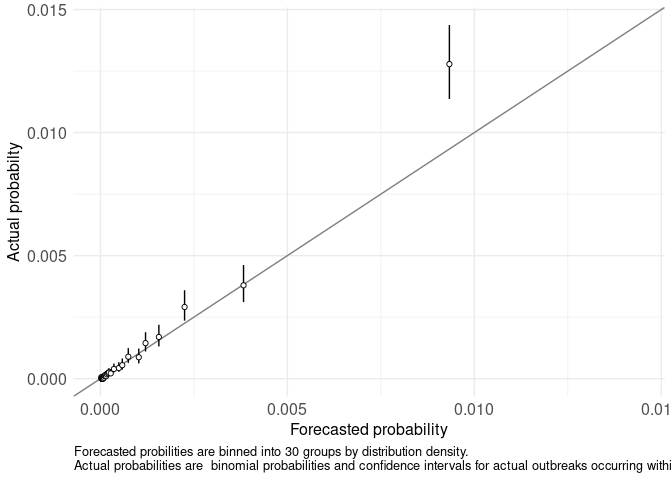 0.015
0.010
0.005
0.000
Actual probabilty
0.000 0.005 0.010 0.01
Forecasted probability
Forecasted probilities are binned into 30 groups by distribution density.
Actual probabilities are  binomial probabilities and confidence intervals for actual outbreaks occurring withi